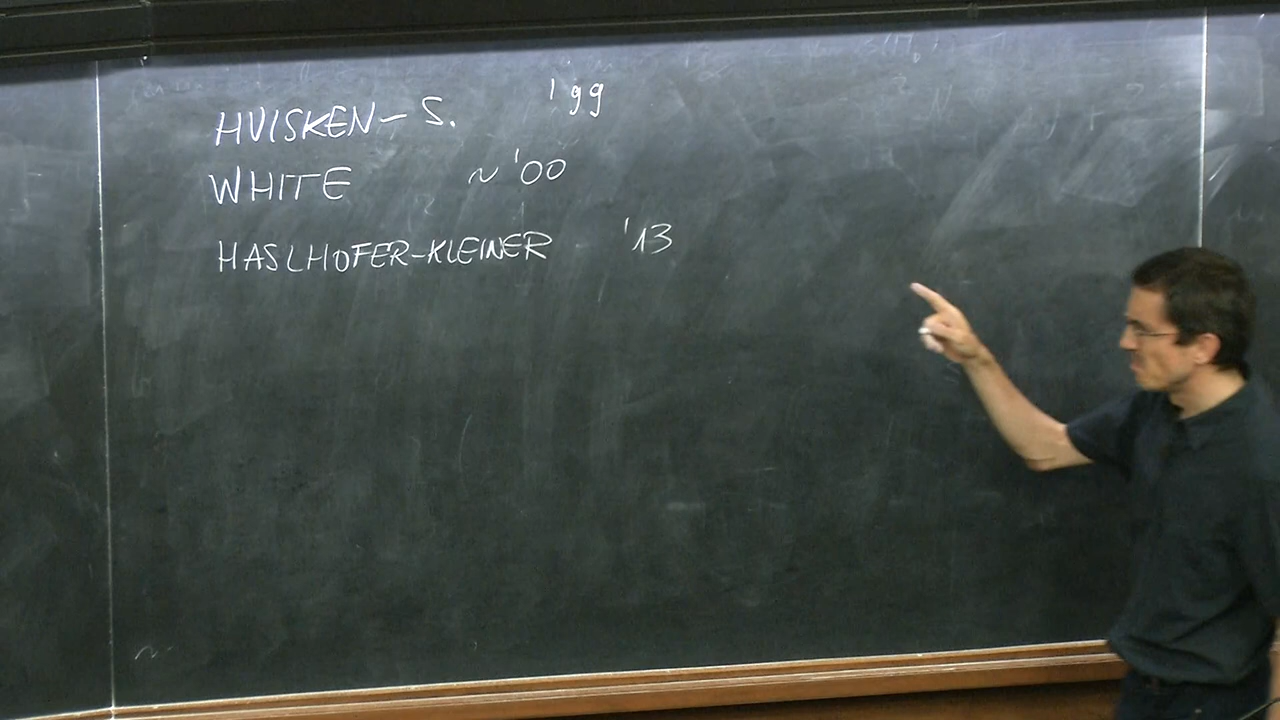 HUISKEN-S. '99
WHITE ~'00
HASLHOFER-KLEINER '13